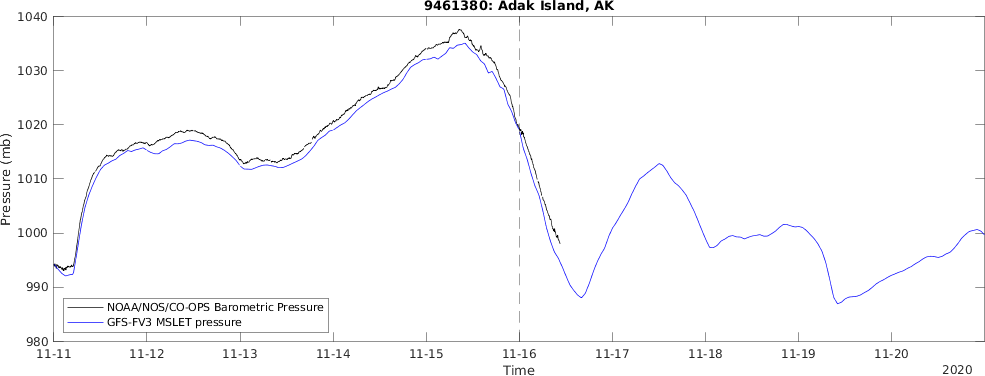 9461380: Adak Island, AK
Pressure (mb)
1040
1030
1020
1010
1000
990
980
NOAA/NOS/CO-OPS Barometric Pressure
GFS-FV3 MSLET pressure
11-11 11-12 11-13 11-14 11-15 11-16 11-17 11-18 11-19 11-20
Time
2020